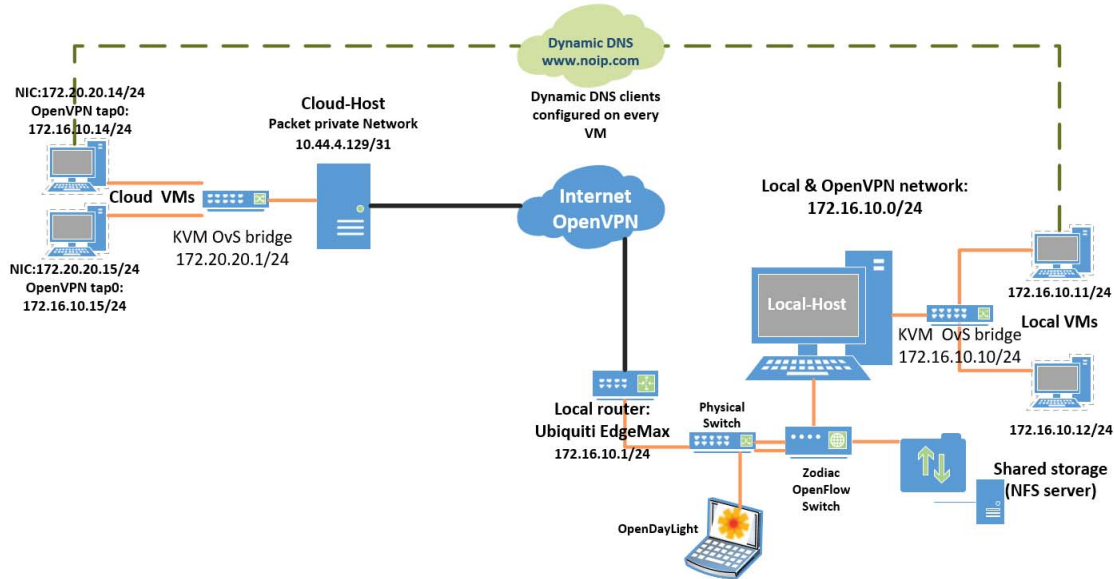 Dynamic DNS
www.noip.com
Dynamic DNS clients
configured on every
VM
NIC:172.20.20.14/24
OpenVPN tap0:
172.16.10.14/24
Cloud-Host
Packet private Network
10.44.4.129/31
Cloud VMs
KVM OvS bridge
172.20.20.1/24
NIC:172.20.20.15/24
OpenVPN tap0:
172.16.10.15/24
Internet
OpenVPN
Local & OpenVPN network:
172.16.10.0/24
Local-Host
172.16.10.11/24
Local VMs
KVM OvS bridge
172.16.10.10/24
172.16.10.12/24
Local router:
Ubiquiti EdgeMax
172.16.10.1/24
Physical
Switch
Zodiac
OpenFlow
Switch
Shared storage
(NFS server)
OpenDayLight